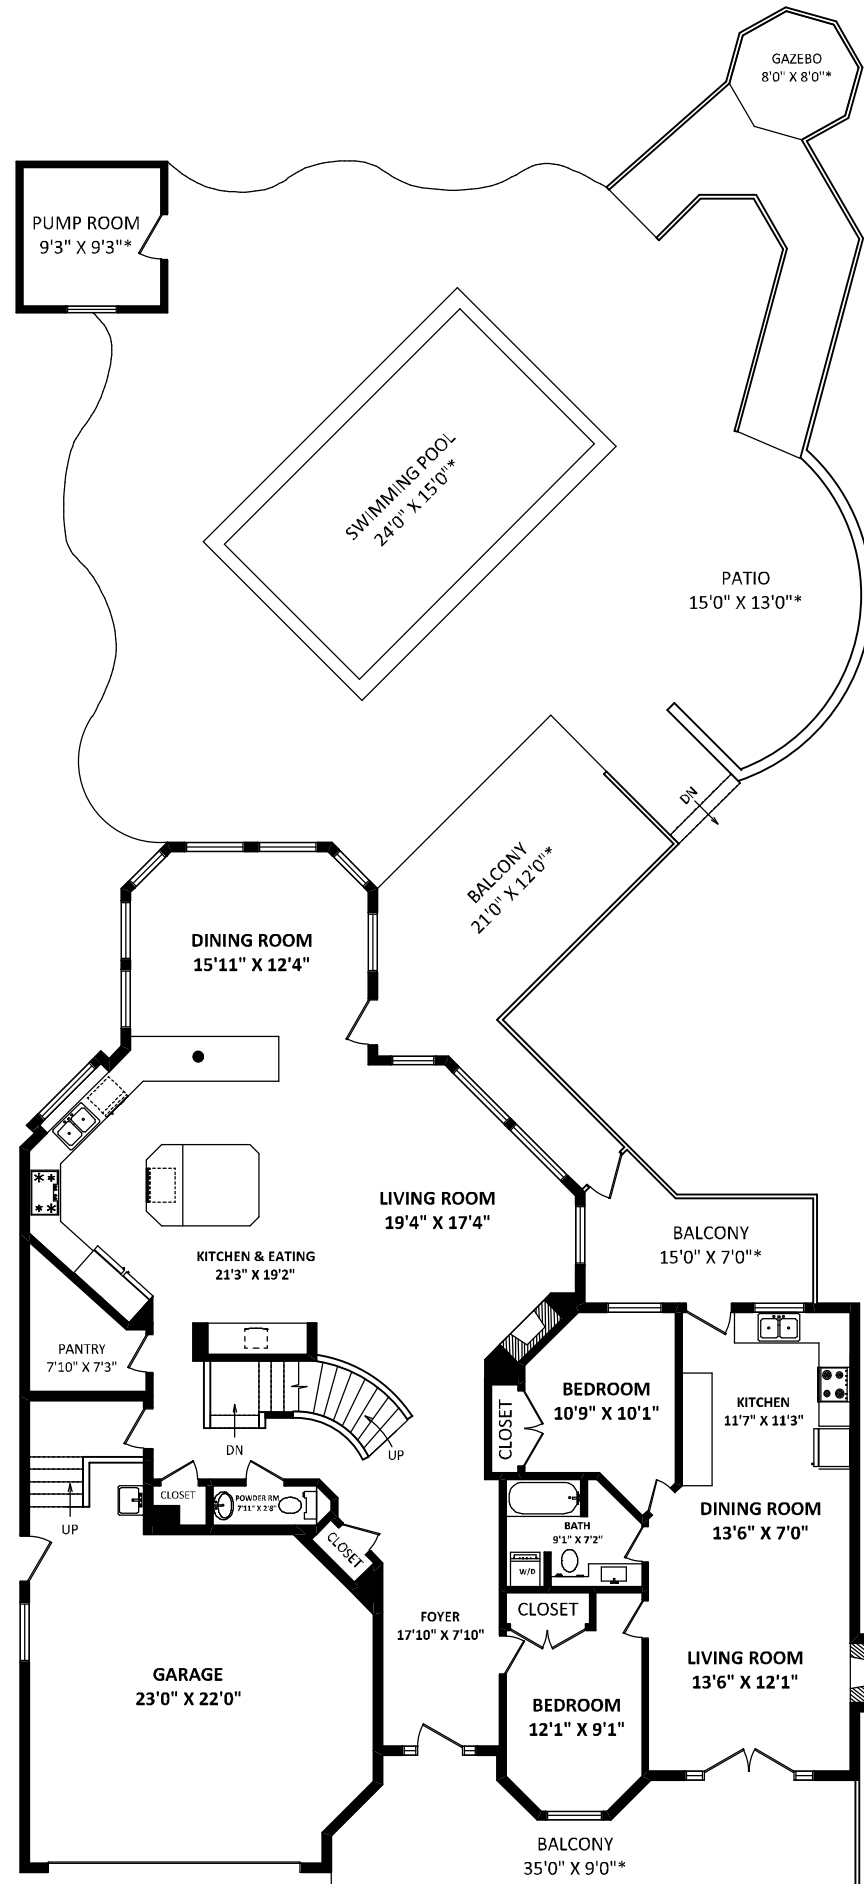 GAZEBO
8'0" X 8'0"*
PUMP ROOM
9'3" X 9'3"*
SWIMMING POOL
24'0" X 15'0"*
PATIO
15'0" X 13'0"*
DN
BALCONY
21'0" X 12'0"*
DINING ROOM
15'11" X 12'4"
LIVING ROOM
19'4" X 17'4"
KITCHEN & EATING
21'3" X 19'2"
BALCONY
15'0" X 7'0"*
PANTRY
7'10" X 7'3"
BEDROOM
10'9" X 10'1"
KITCHEN
11'7" X 11'3"
CLOSET
DN
UP
CLOSET
POWDER RM
7'11" X 2'8"
UP
CLOSET
DINING ROOM
13'6" X 7'0"
BATH
9'1" X 7'2"
W/D
CLOSET
FOYER
17'10" X 7'10"
LIVING ROOM
13'6" X 12'1"
GARAGE
23'0" X 22'0"
BEDROOM
12'1" X 9'1"
BALCONY
35'0" X 9'0"*